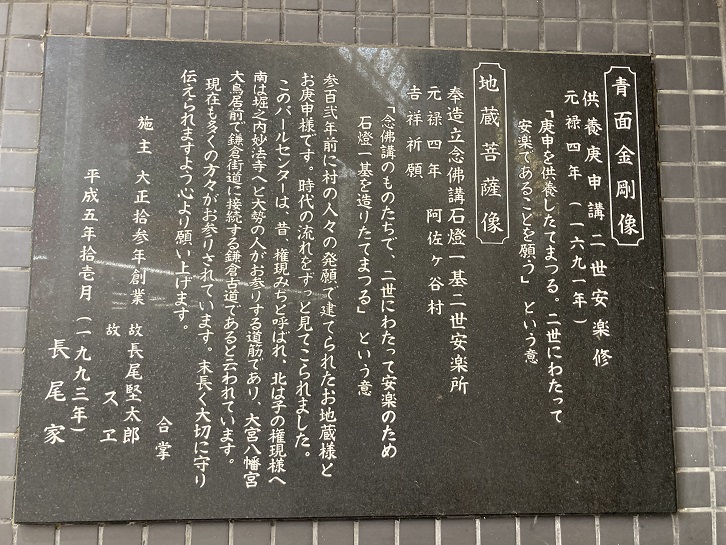 青面金剛像
供養庚申講二世安楽修
元禄四年（一六九一年）
「庚申を供養したてまつる。二世にわたって
安楽であることを願う」という意
地蔵菩薩像
奉造立念佛講石燈一基二世安楽所
元禄四年　阿佐ヶ谷村
吉祥祈願
「念佛講のものたちで、二世にわたって安楽のため
石燈一基を造りたてまつる」という意
参百弐年前に村の人々の発願で建てられたお地蔵様と
お庚申様です。時代の流れをずっと見てこられました。
このパールセンターは、昔、権現みちと呼ばれ、北は子の権現様へ
南は堀之内妙法寺へと大勢の人がお参りする道筋であり、大宮八幡宮
大鳥居前で鎌倉街道に接続する鎌倉古道であると云われています。
現在も多くの方々がお参りされています。末長く大切に守り
伝えられますよう心より願い上げます。
合掌
施主　大正拾参年創業　故　長尾堅太郎
故　スヱ
平成五年拾壱月（一九九三年）
長尾家